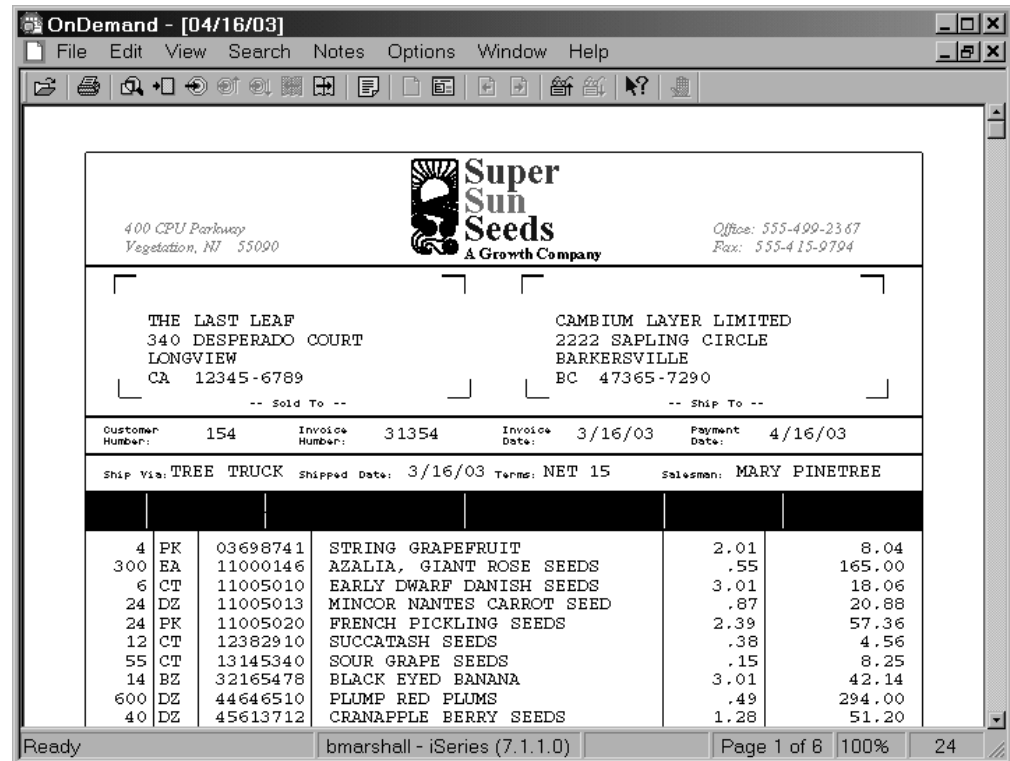 OnDemand - [04/16/03]
File Edit View Search Notes Options Window Help
Super
Sun
Seeds
A Growth Company
400 CPU Parkway
Vegetation, NJ 55090
Office: 555-499-2367
Fax: 555-415-9794
THE LAST LEAF
340 DESPERADO COURT
LONGVIEW
CA 12345-6789
-- Sold To --
CAMBIUM LAYER LIMITED
2222 SAPLING CIRCLE
BARKERSVILLE
BC 47365-7290
-- Ship To --
Customer Number: 154 Invoice Number: 31354 Invoice Date: 3/16/03 Payment Date: 4/16/03
Ship Via: TREE TRUCK Shipped Date: 3/16/03 Terms: NET 15 Salesman: MARY PINETREE
4 PK 03698741 STRING GRAPEFRUIT 2.01 8.04
300 EA 11000146 AZALIA, GIANT ROSE SEEDS .55 165.00
6 CT 11005010 EARLY DWARF DANISH SEEDS 3.01 18.06
24 DZ 11005013 MINCOR NANTES CARROT SEED .87 20.88
24 PK 11005020 FRENCH PICKLING SEEDS 2.39 57.36
12 CT 12382910 SUCCATASH SEEDS .38 4.56
55 CT 13145340 SOUR GRAPE SEEDS .15 8.25
14 BZ 32165478 BLACK EYED BANANA 3.01 42.14
600 DZ 44646510 PLUMP RED PLUMS .49 294.00
40 DZ 45613712 CRANAPPLE BERRY SEEDS 1.28 51.20
Ready bmarshall - iSeries (7.1.1.0) Page 1 of 6 100% 24